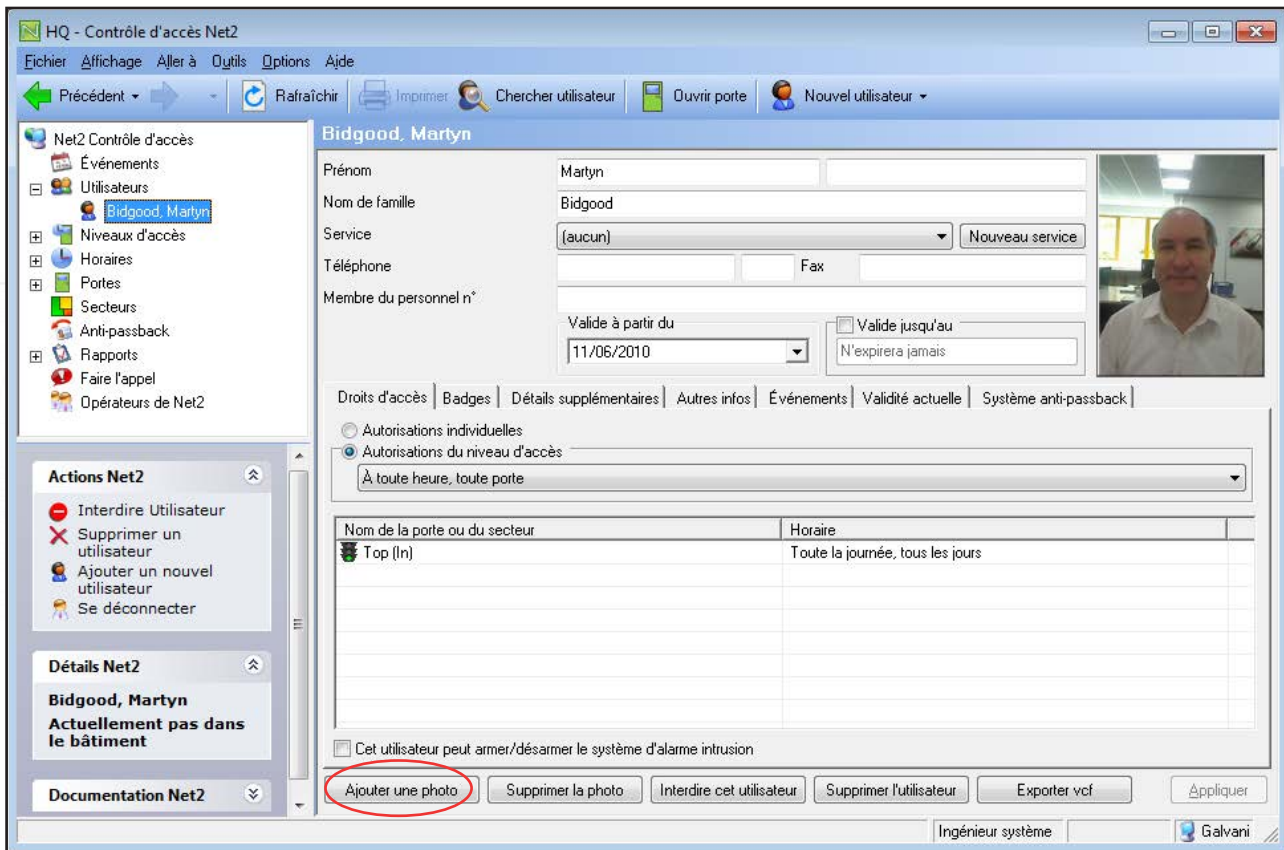 HQ - Contrôle d'accès Net2
Fichier Affichage Aller à Outils Options Aide
Précédent Rafraîchir Imprimer Chercher utilisateur Ouvrir porte Nouvel utilisateur
Net2 Contrôle d'accès
Événements
Utilisateurs
Bidgood, Martyn
Niveaux d'accès
Horaires
Portes
Secteurs
Anti-passback
Rapports
Faire l'appel
Opérateurs de Net2
Actions Net2
Interdire Utilisateur
Supprimer un
utilisateur
Ajouter un nouvel
utilisateur
Se déconnecter
Détails Net2
Bidgood, Martyn
Actuellement pas dans
le bâtiment
Documentation Net2
Bidgood, Martyn
Prénom Martyn
Nom de famille Bidgood
Service (aucun) Nouveau service
Téléphone Fax
Membre du personnel n°
Valide à partir du Valide jusqu'au
11/06/2010 N'expirera jamais
Droits d'accès Badges Détails supplémentaires Autres infos Événements Validité actuelle Système anti-passback
Autorisations individuelles
Autorisations du niveau d'accès
À toute heure, toute porte
Nom de la porte ou du secteur Horaire
Top (In) Toute la journée, tous les jours
Cet utilisateur peut armer/désarmer le système d'alarme intrusion
Ajouter une photo Supprimer la photo Interdire cet utilisateur Supprimer l'utilisateur Exporter vcf Appliquer
Ingénieur système Galvani